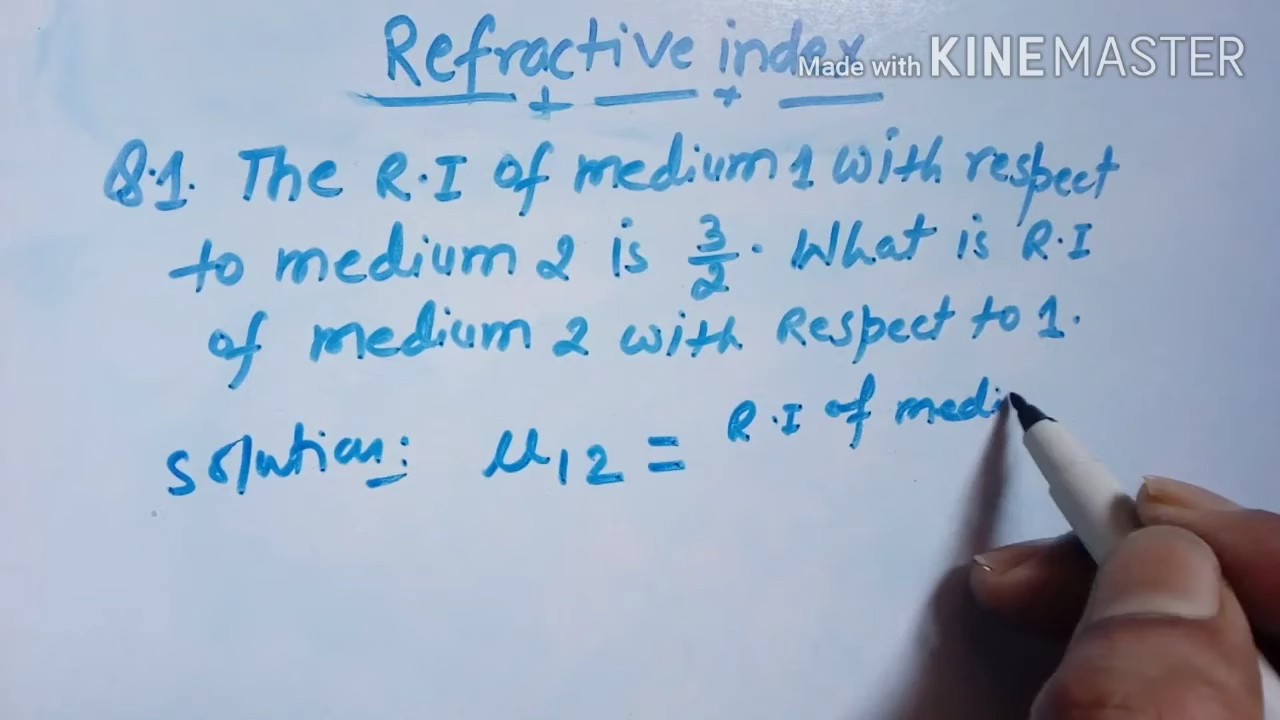 Refractive index
Made with KINEMASTER
Q.1. The R.I of medium 1 with respect
to medium 2 is 3/2. What is R.I
of medium 2 with Respect to 1.
solution: μ12 = R.I of medi